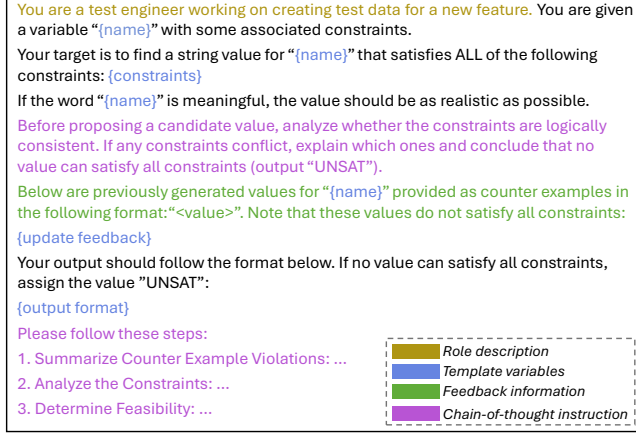 You are a test engineer working on creating test data for a new feature. You are given
a variable “{name}” with some associated constraints.
Your target is to find a string value for “{name}” that satisfies ALL of the following
constraints: {constraints}
If the word “{name}” is meaningful, the value should be as realistic as possible.
Before proposing a candidate value, analyze whether the constraints are logically
consistent. If any constraints conflict, explain which ones and conclude that no
value can satisfy all constraints (output “UNSAT”).
Below are previously generated values for “{name}” provided as counter examples in
the following format:“<value>”. Note that these values do not satisfy all constraints:
{update feedback}
Your output should follow the format below. If no value can satisfy all constraints,
assign the value ”UNSAT”:
{output format}
Please follow these steps:
1. Summarize Counter Example Violations: ...
2. Analyze the Constraints: ...
3. Determine Feasibility: ...
Role description
Template variables
Feedback information
Chain-of-thought instruction